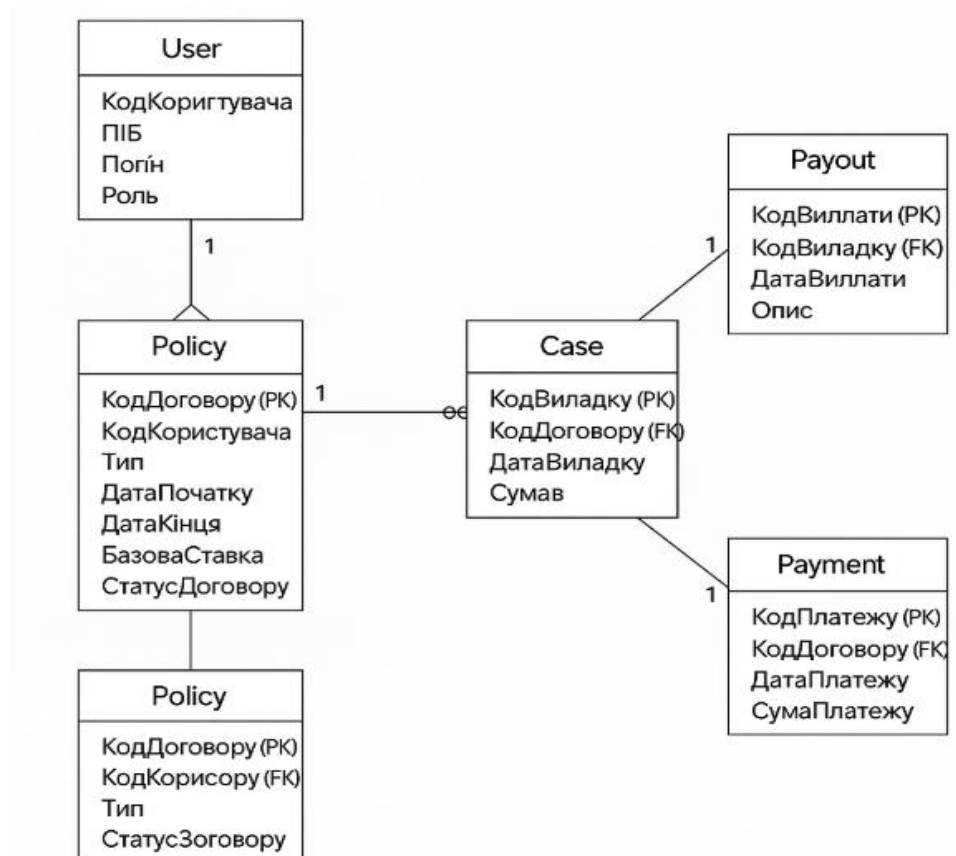 User
КодКоригтувача
ПІБ
Погíн
Роль
1
Policy
КодДоговору (PK)
КодКористувача
Тип
ДатаПочатку
ДатаКінця
БазоваСтавка
СтатусДоговору
1
Policy
КодДоговору (PK)
КодКорисору (FK)
Тип
СтатусЗоговору
Case
КодВиладку (PK)
КодДоговору (FK)
ДатаВиладку
Сумав
1
Payout
КодВиллати (PK)
КодВиладку (FK)
ДатаВиллати
Опис
1
Payment
КодПлатежу (PK)
КодДоговору (FK
ДатаПлатежу
СумаПлатежу